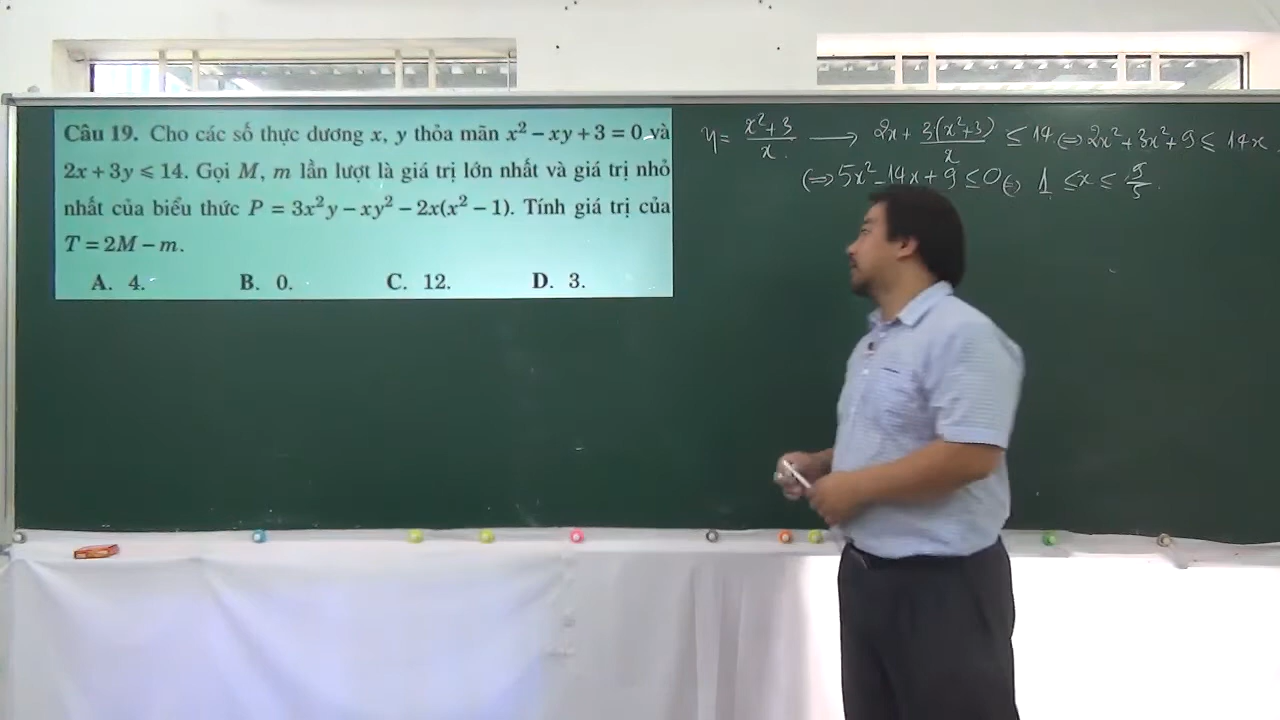 Câu 19. Cho các số thực dương x, y thỏa mãn x² − xy + 3 = 0 và
2x + 3y ⩽ 14. Gọi M, m lần lượt là giá trị lớn nhất và giá trị nhỏ
nhất của biểu thức P = 3x²y − xy² − 2x(x² − 1). Tính giá trị của
T = 2M − m.
A. 4. B. 0. C. 12. D. 3.
y = (x²+3)/x → 2x + 3(x²+3)/x ≤ 14 ⇔ 2x² + 3x² + 9 ≤ 14x
⇔ 5x² − 14x + 9 ≤ 0 ⇔ 1 ≤ x ≤ 9/5.